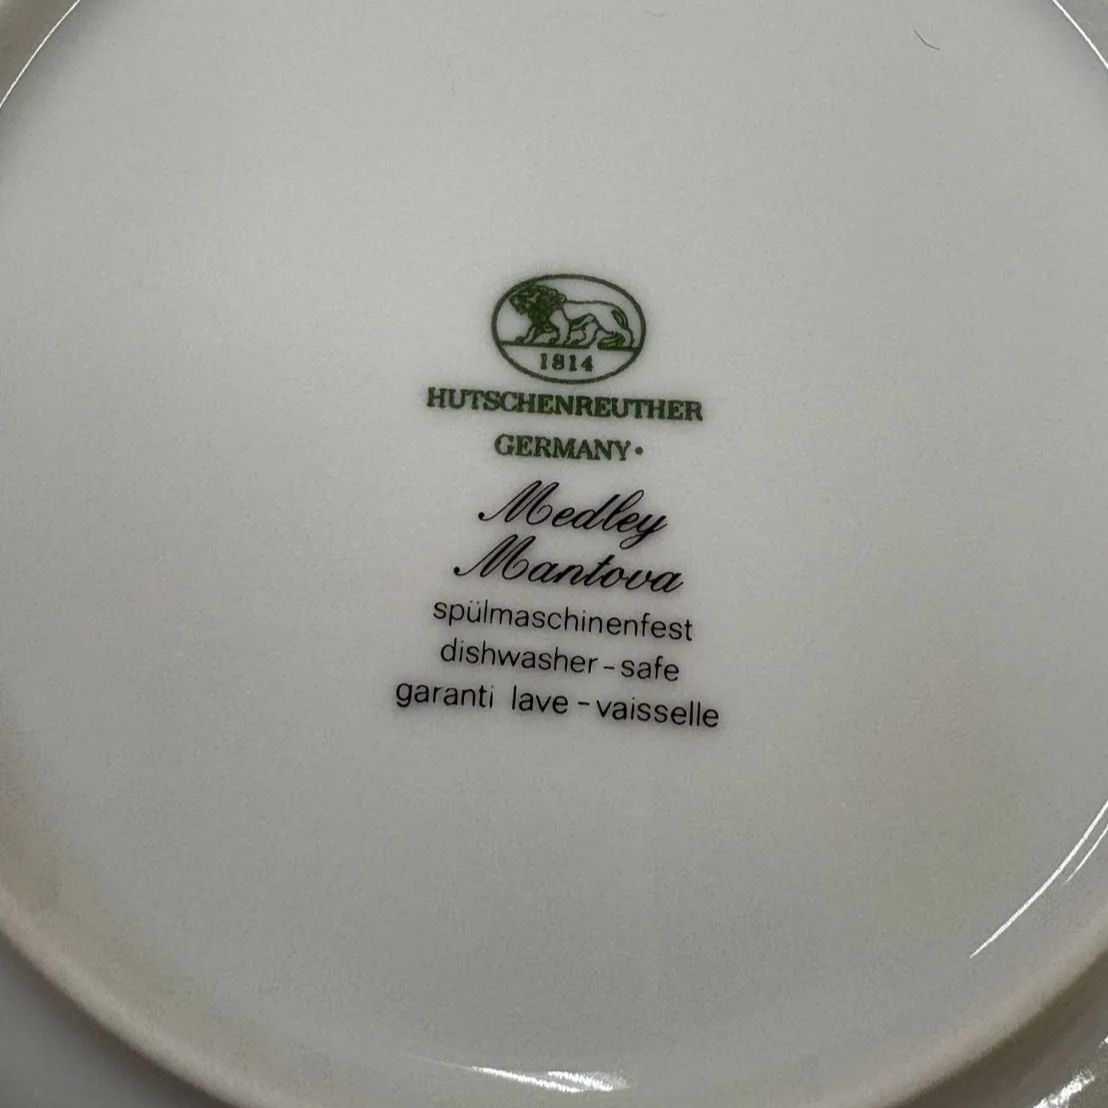 1814
HUTSCHENREUTHER
GERMANY·
Medley
Mantova
spülmaschinenfest
dishwasher-safe
garanti lave-vaisselle